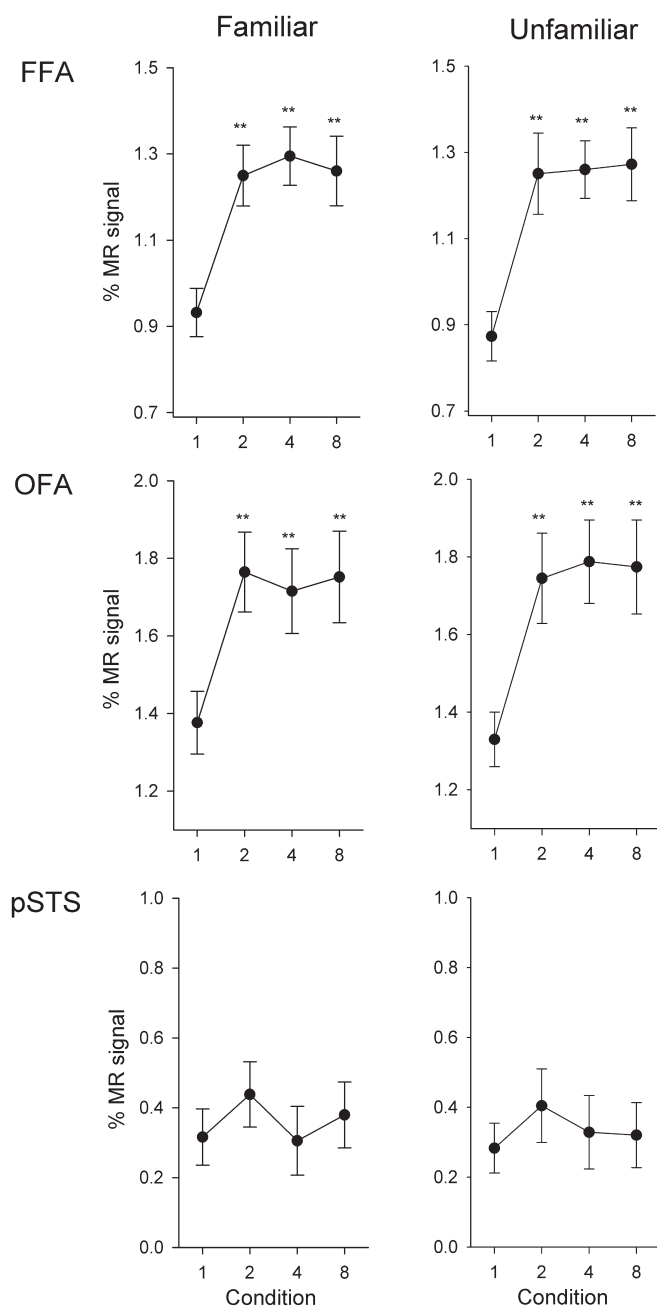 Familiar
Unfamiliar
FFA
% MR signal
1.5
1.3
1.1
0.9
0.7
** ** **
1 2 4 8
1.5
1.3
1.1
0.9
0.7
** ** **
1 2 4 8
OFA
% MR signal
2.0
1.8
1.6
1.4
1.2
** ** **
1 2 4 8
2.0
1.8
1.6
1.4
1.2
** ** **
1 2 4 8
pSTS
% MR signal
1.0
0.8
0.6
0.4
0.2
0.0
1 2 4 8
Condition
1.0
0.8
0.6
0.4
0.2
0.0
1 2 4 8
Condition